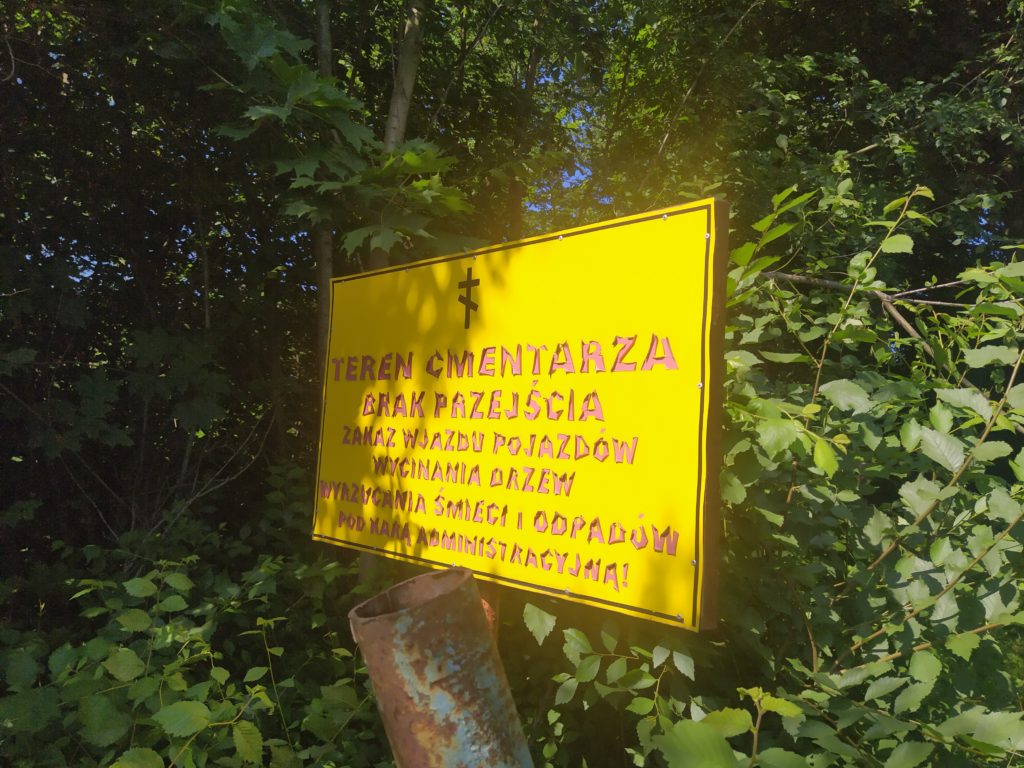 TEREN CMENTARZA
BRAK PRZEJŚCIA
ZAKAZ WJAZDU POJAZDÓW
WYCINANIA DRZEW
WYRZUCANIA ŚMIECI I ODPADÓW
POD KARĄ ADMINISTRACYJNĄ!